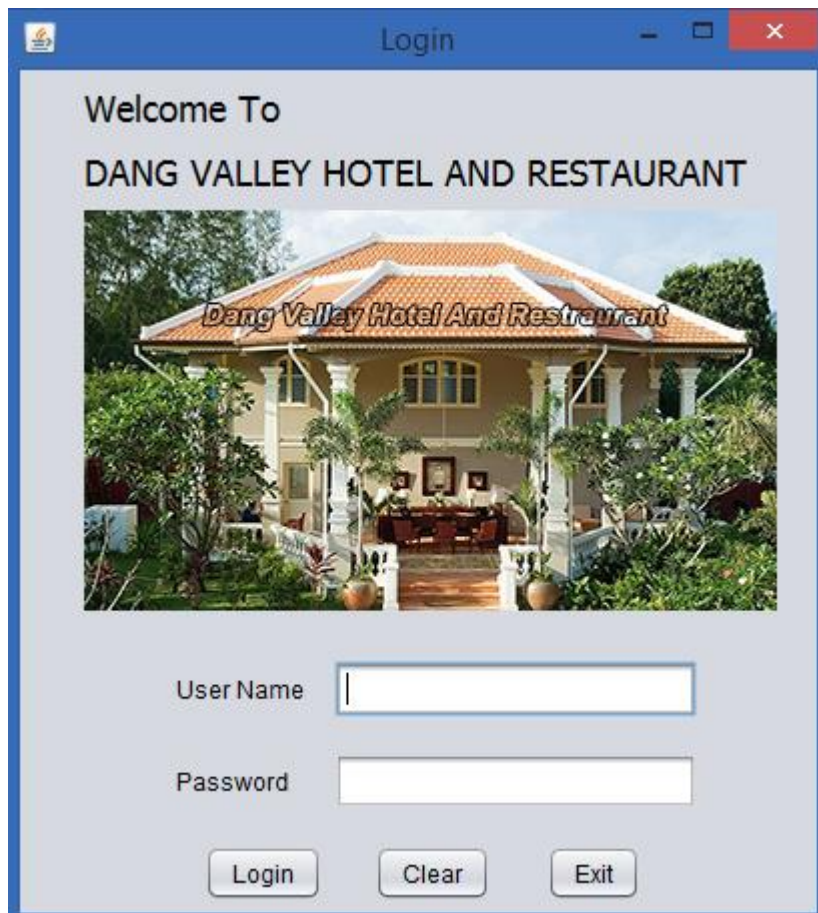 Login
Welcome To
DANG VALLEY HOTEL AND RESTAURANT
Dang Valley Hotel And Restraurant
User Name
Password
Login Clear Exit